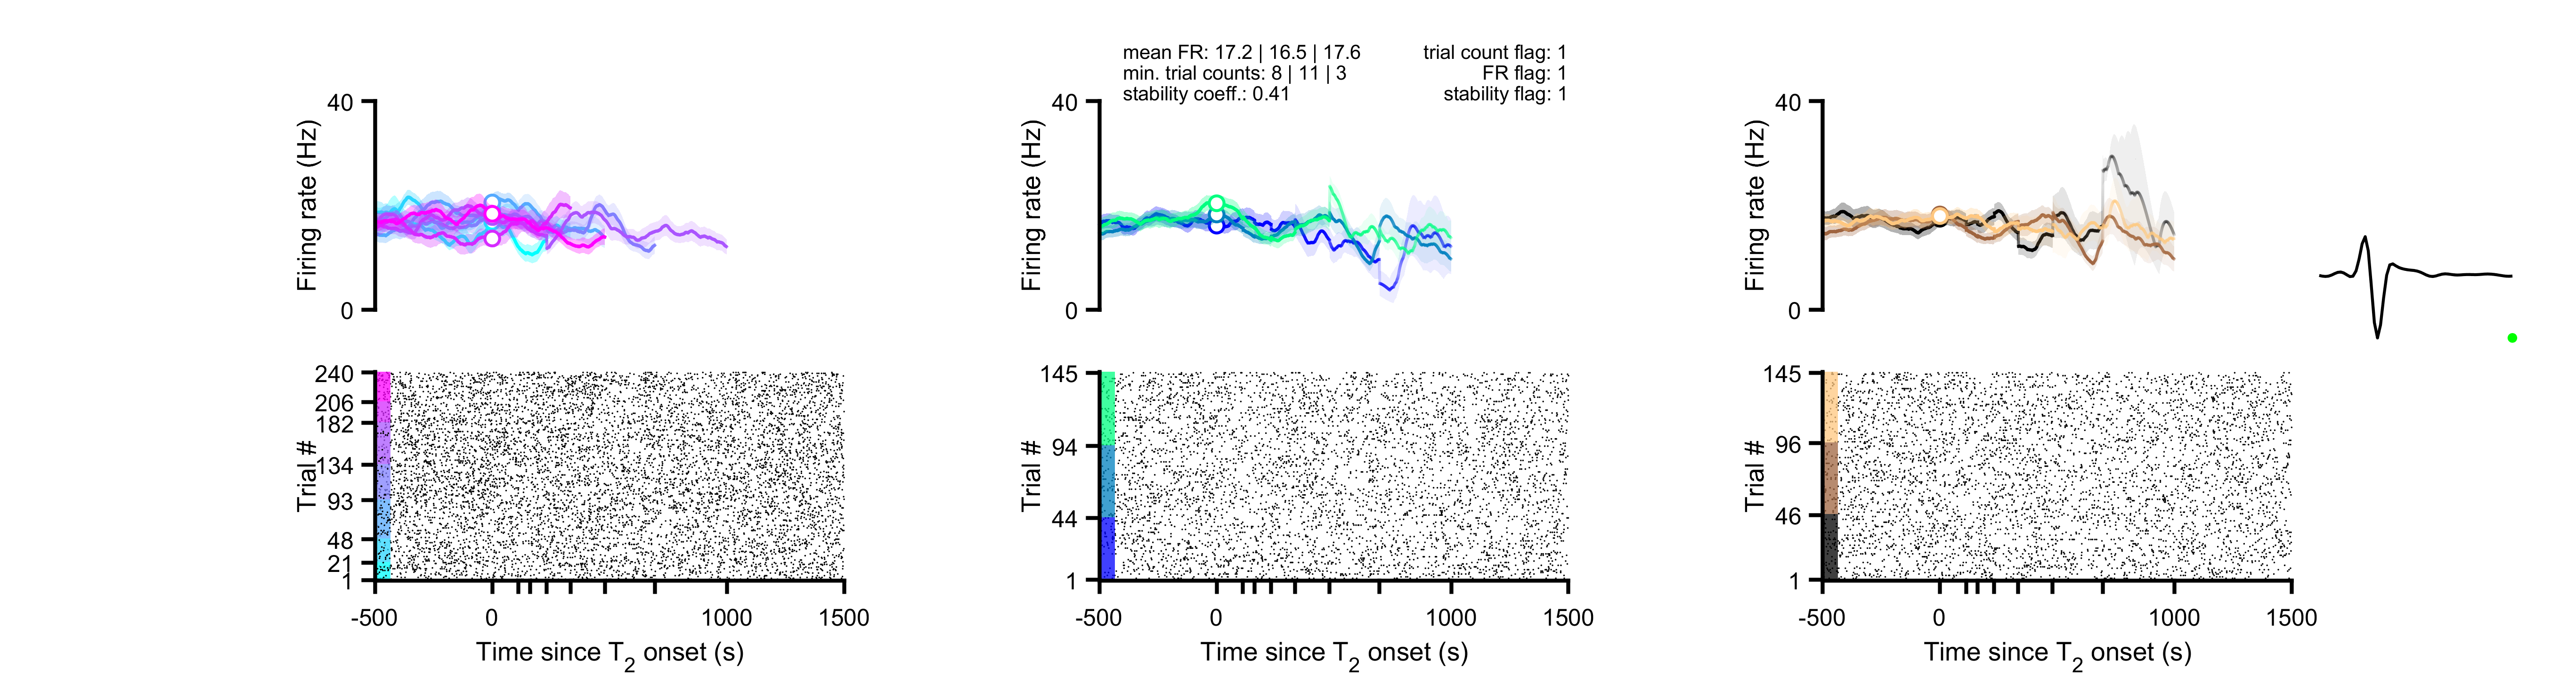 mean FR: 17.2 | 16.5 | 17.6
min. trial counts: 8 | 11 | 3
stability coeff.: 0.41
trial count flag: 1
FR flag: 1
stability flag: 1
40
Firing rate (Hz)
0
40
Firing rate (Hz)
0
40
Firing rate (Hz)
0
240
206
182
134
93
48
21
1
Trial #
-500 0 1000 1500
Time since T2 onset (s)
145
94
44
1
Trial #
-500 0 1000 1500
Time since T2 onset (s)
145
96
46
1
Trial #
-500 0 1000 1500
Time since T2 onset (s)